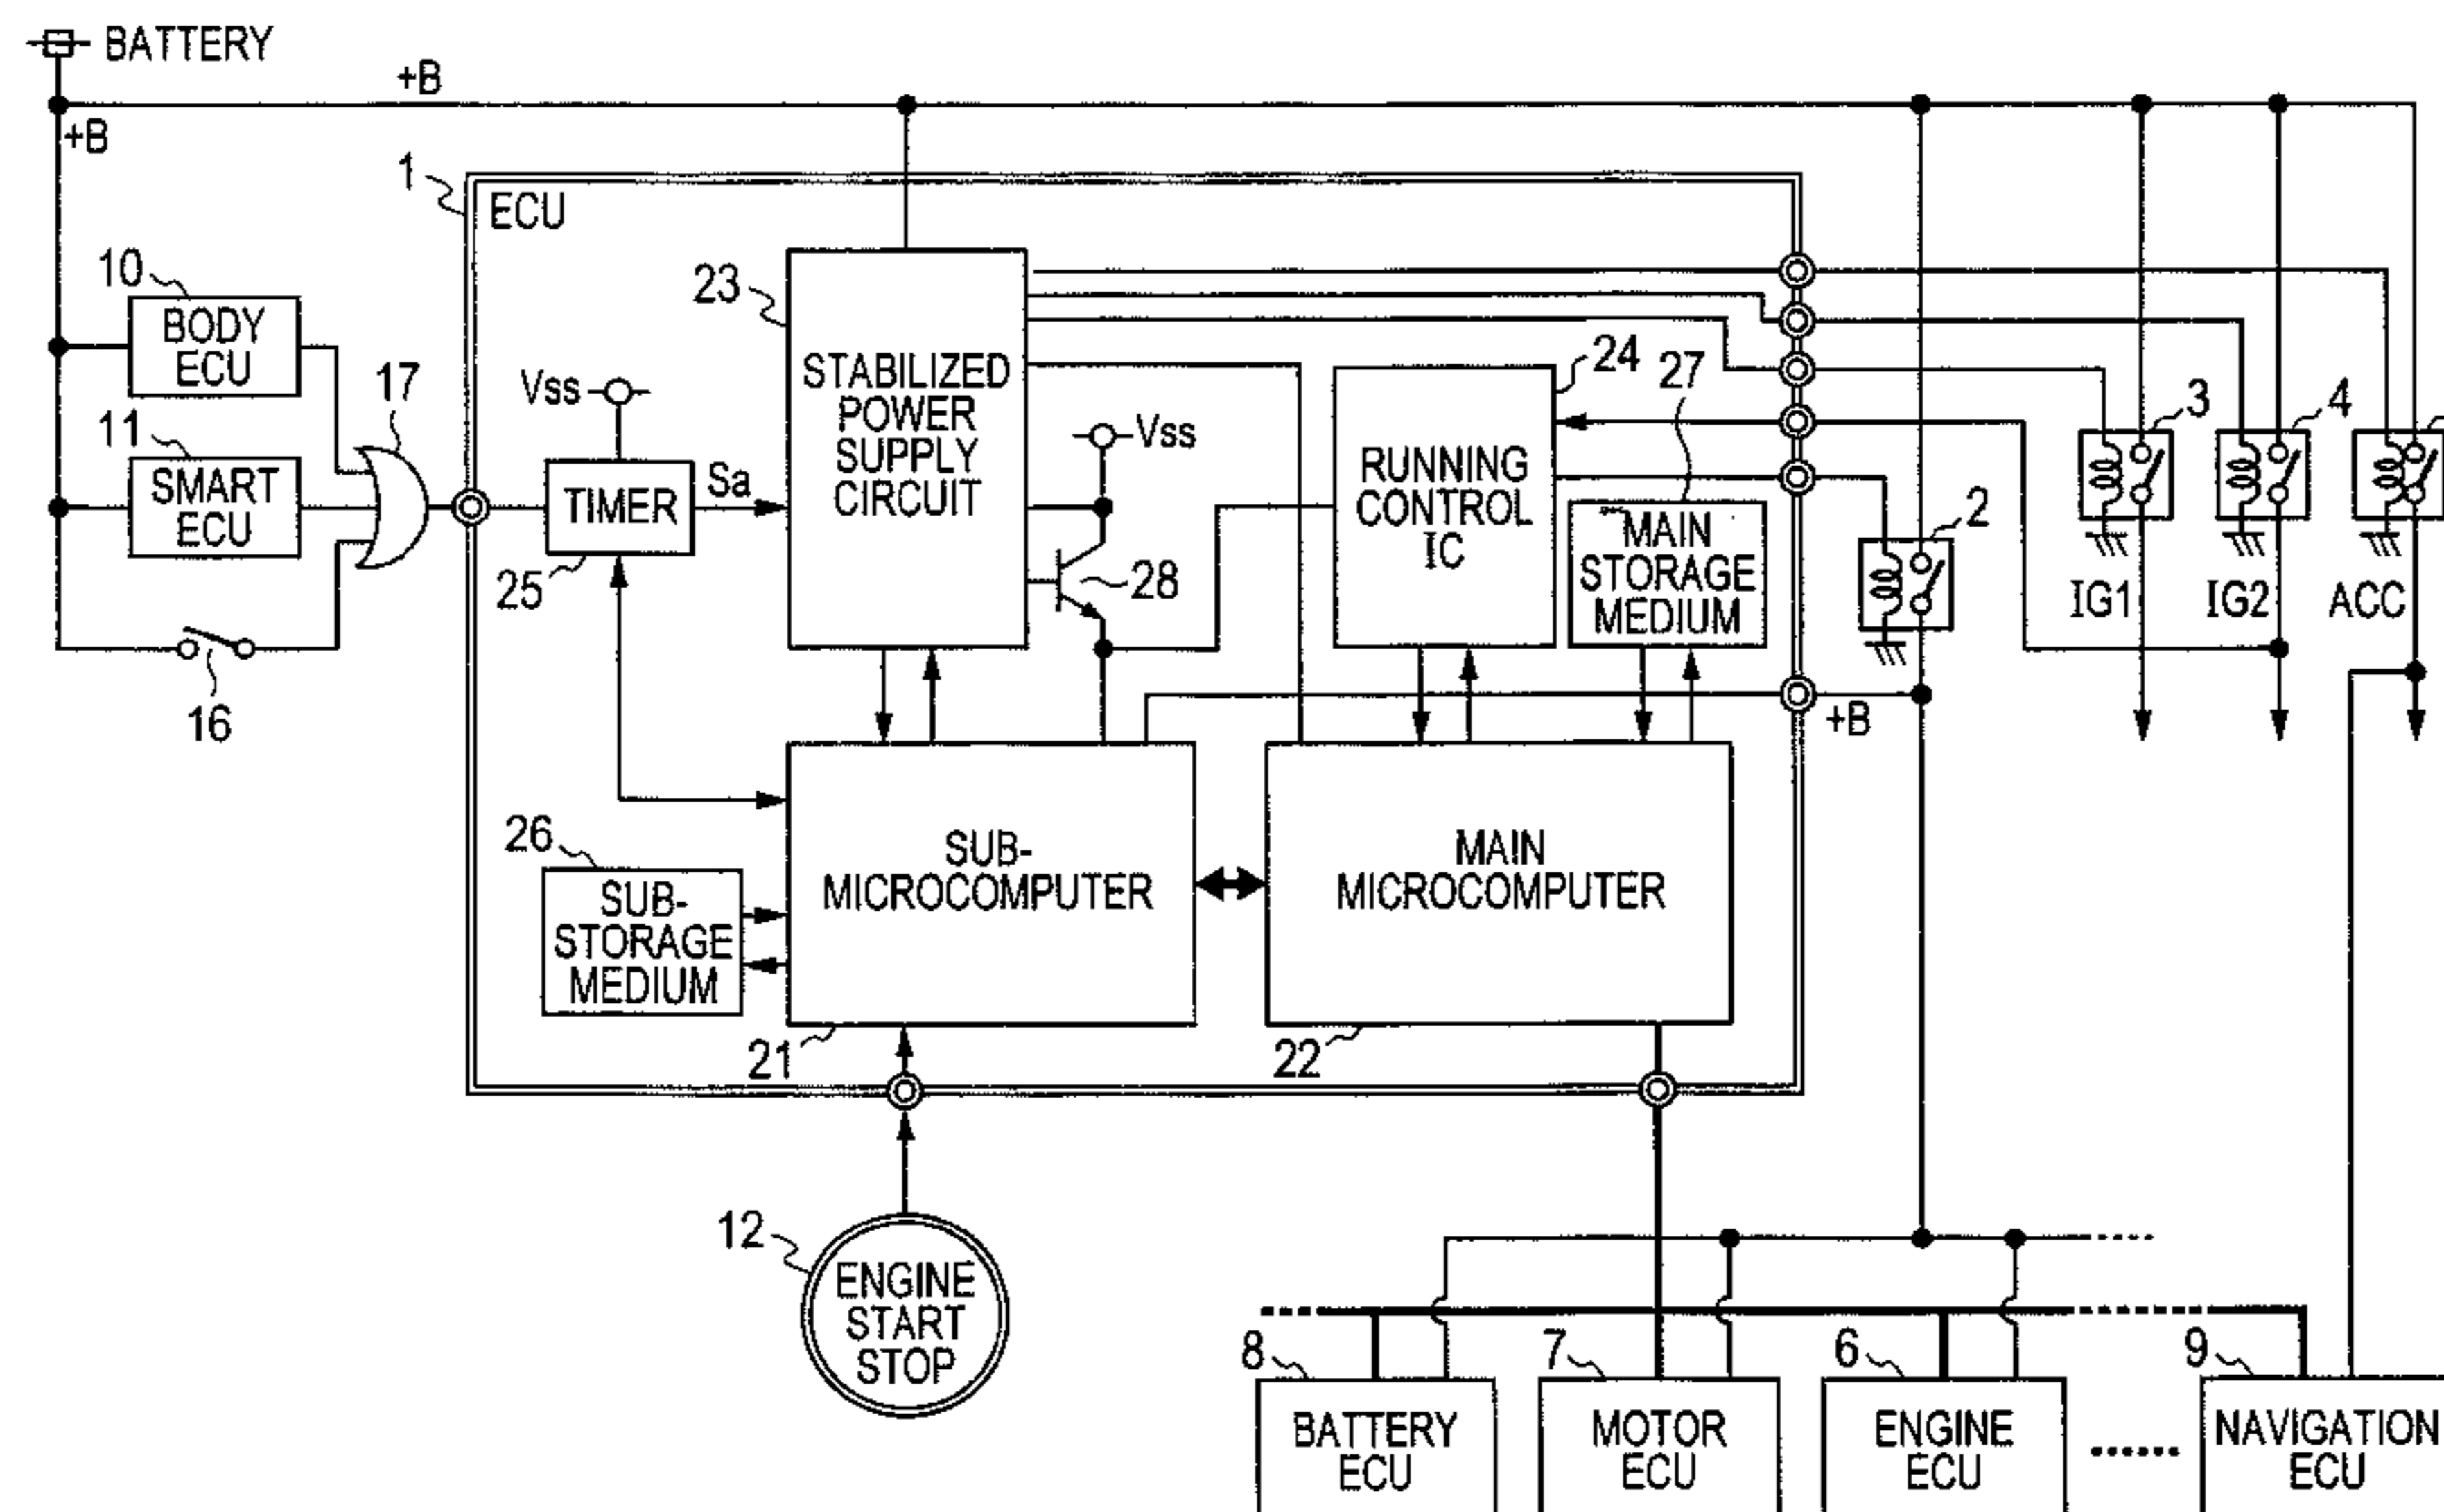 BATTERY
+B
+B
1
ECU
10
BODY
ECU
23
17
24
27
Vss
STABILIZED
POWER
SUPPLY
CIRCUIT
3
4
11
SMART
ECU
Vss
RUNNING
CONTROL
IC
TIMER
Sa
2
MAIN
STORAGE
MEDIUM
25
28
IG1
IG2
ACC
16
+B
26
SUB-
STORAGE
MEDIUM
SUB-
MICROCOMPUTER
MAIN
MICROCOMPUTER
21
22
12
ENGINE
START
STOP
8
7
6
9
BATTERY
ECU
MOTOR
ECU
ENGINE
ECU
NAVIGATION
ECU